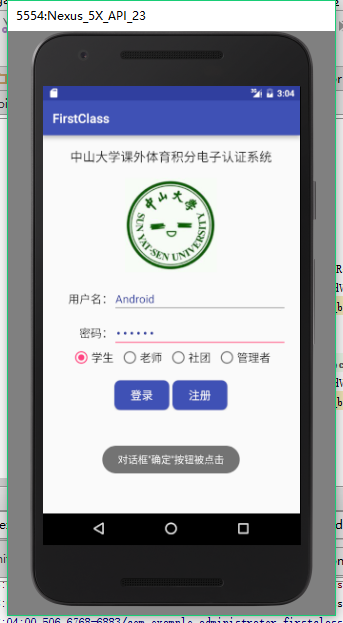 5554:Nexus_5X_API_23
3:04
FirstClass
中山大学课外体育积分电子认证系统
中山大学
SUN YAT-SEN UNIVERSITY
用户名： Android
密码： ••••••
学生 老师 社团 管理者
登录 注册
对话框"确定"按钮被点击